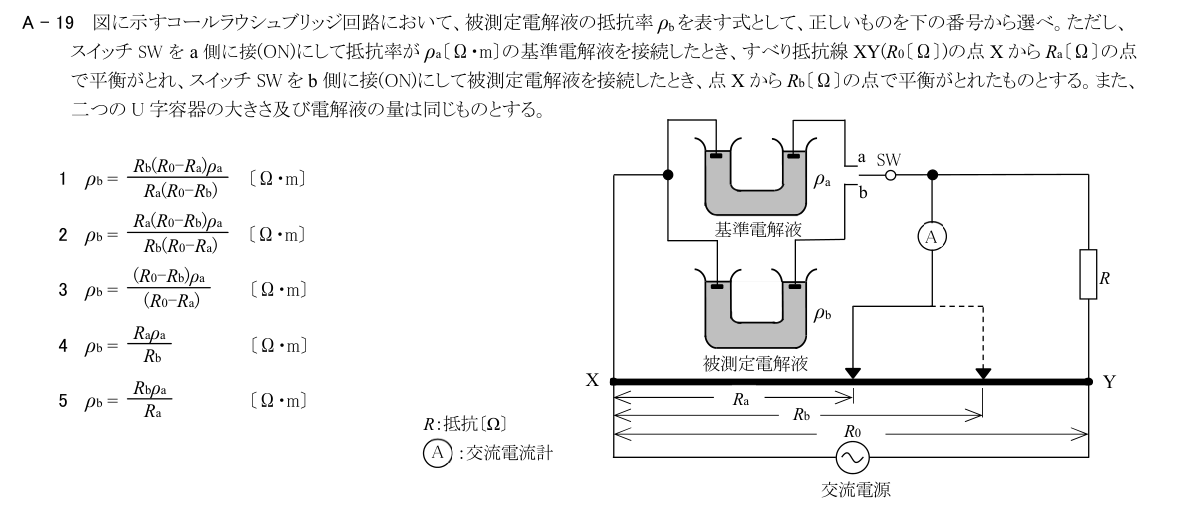 A－19 図に示すコールラウシュブリッジ回路において、被測定電解液の抵抗率ρbを表す式として、正しいものを下の番号から選べ。ただし、
スイッチ SW を a 側に接(ON)にして抵抗率が ρa〔Ω・m〕の基準電解液を接続したとき、すべり抵抗線 XY(R0〔Ω〕)の点 X から Ra〔Ω〕の点
で平衡がとれ、スイッチ SW を b 側に接(ON)にして被測定電解液を接続したとき、点 X から Rb〔Ω〕の点で平衡がとれたものとする。また、
二つの U 字容器の大きさ及び電解液の量は同じものとする。
1 ρb＝ Rb(R0−Ra)ρa / Ra(R0−Rb) 〔Ω・m〕
2 ρb＝ Ra(R0−Rb)ρa / Rb(R0−Ra) 〔Ω・m〕
3 ρb＝ (R0−Rb)ρa / (R0−Ra) 〔Ω・m〕
4 ρb＝ Raρa / Rb 〔Ω・m〕
5 ρb＝ Rbρa / Ra 〔Ω・m〕
R：抵抗〔Ω〕
A ：交流電流計
a SW
ρa
b
基準電解液
A
R
ρb
被測定電解液
X Y
Ra
Rb
R0
交流電源